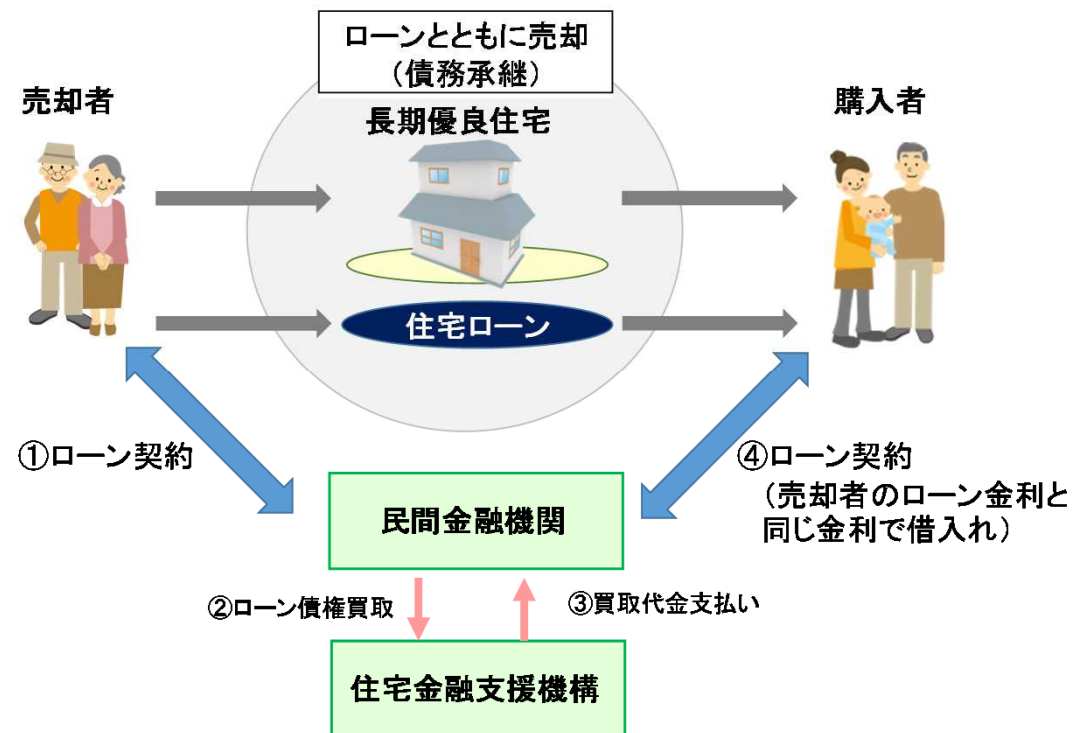 ローンとともに売却
（債務承継）
売却者
長期優良住宅
購入者
住宅ローン
①ローン契約
④ローン契約
（売却者のローン金利と
同じ金利で借入れ）
民間金融機関
②ローン債権買取
③買取代金支払い
住宅金融支援機構